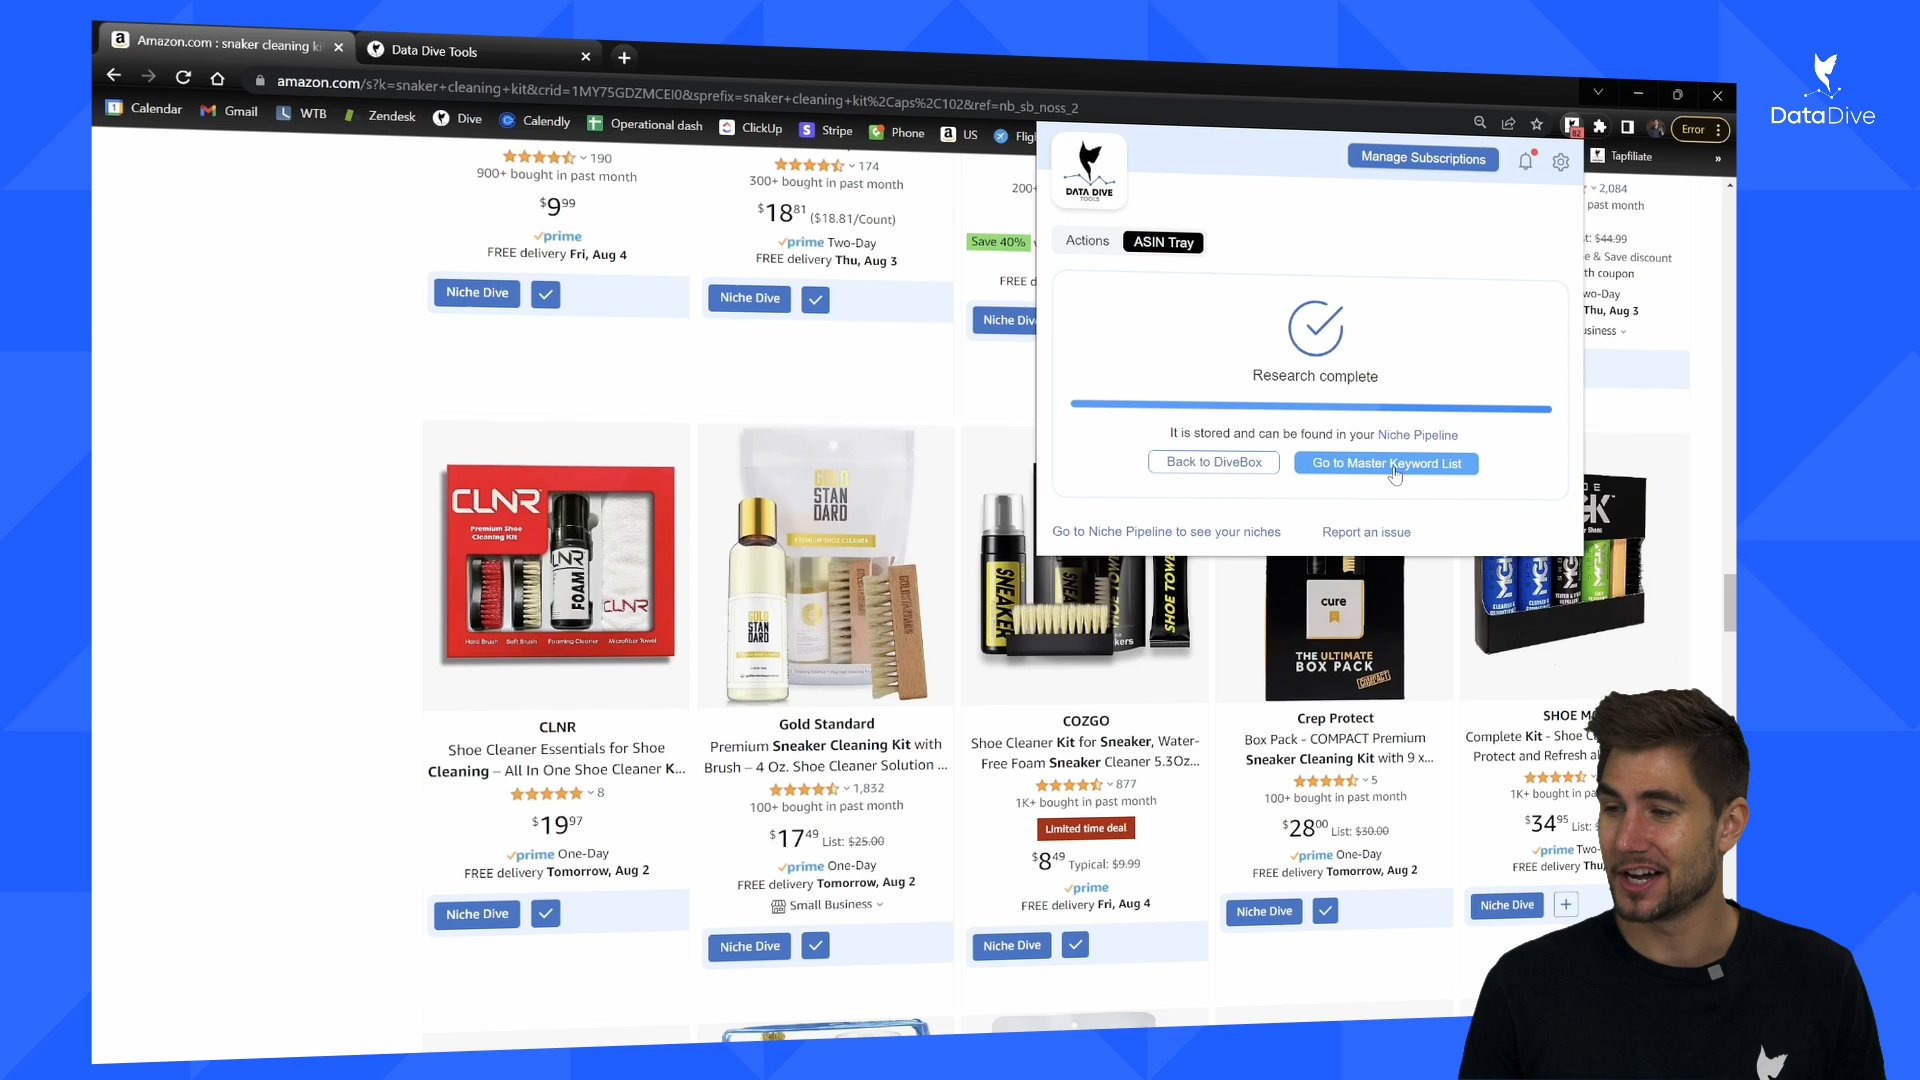 Amazon.com : snaker cleaning ki
Data Dive Tools
amazon.com/s?k=snaker+cleaning+kit&crid=1MY75GDZMCEI0&sprefix=snaker+cleaning+kit%2Caps%2C102&ref=nb_sb_noss_2
Calendar
Gmail
WTB
Zendesk
Dive
Calendly
Operational dash
ClickUp
Stripe
Phone
US
82
Error
Tapfiliate
DataDive
190
900+ bought in past month
$9.99
prime
FREE delivery Fri, Aug 4
Niche Dive
174
300+ bought in past month
$18.81 ($18.81/Count)
prime Two-Day
FREE delivery Thu, Aug 3
Niche Dive
200+
Save 40%
FREE d
Niche Div
DATA DIVE
TOOLS
Manage Subscriptions
Actions
ASIN Tray
Research complete
It is stored and can be found in your Niche Pipeline
Back to DiveBox
Go to Master Keyword List
Go to Niche Pipeline to see your niches
Report an issue
2,084
past month
t: $44.99
e & Save discount
th coupon
wo-Day
Thu, Aug 3
usiness
CLNR
Premium Shoe
Cleaning Kit
FOAM
CLNR
Hard Brush
Soft Brush
Foaming Cleaner
Microfiber Towel
GOLD
STAN
DARD
PREMIUM SHOE CLEANER
GOLD
STAN
DARD
SNEAKER
SHOE TOW
kers
cure
THE ULTIMATE
BOX PACK
COMPACT
CLNR
Shoe Cleaner Essentials for Shoe
Cleaning – All In One Shoe Cleaner K...
8
$19.97
prime One-Day
FREE delivery Tomorrow, Aug 2
Niche Dive
Gold Standard
Premium Sneaker Cleaning Kit with
Brush – 4 Oz. Shoe Cleaner Solution ...
1,832
100+ bought in past month
$17.49 List: $25.00
prime One-Day
FREE delivery Tomorrow, Aug 2
Small Business
Niche Dive
COZGO
Shoe Cleaner Kit for Sneaker, Water-
Free Foam Sneaker Cleaner 5.3Oz...
877
1K+ bought in past month
Limited time deal
$8.49 Typical: $9.99
prime
FREE delivery Fri, Aug 4
Niche Dive
Crep Protect
Box Pack - COMPACT Premium
Sneaker Cleaning Kit with 9 x...
5
100+ bought in past month
$28.00 List: $30.00
prime One-Day
FREE delivery Tomorrow, Aug 2
Niche Dive
SHOE M
Complete Kit - Shoe C
Protect and Refresh a
1K+ bought in pa
$34.95 List:
prime Two-
FREE delivery Thu,
Niche Dive